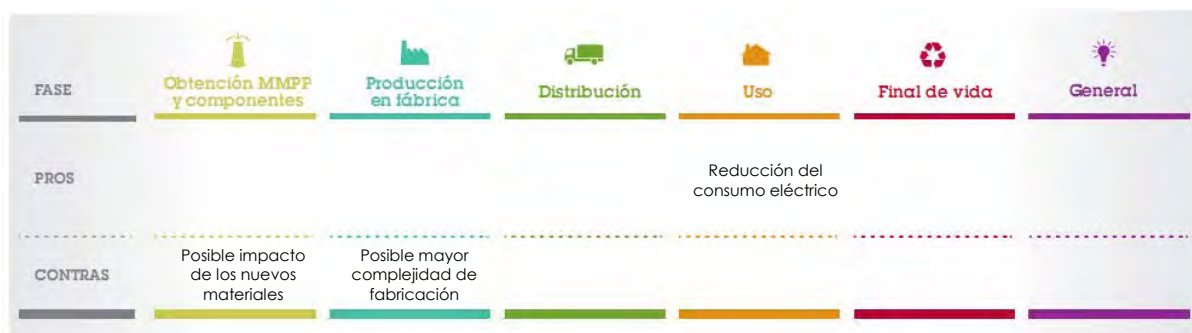 FASE
Obtención MMPP
y componentes
Producción
en fábrica
Distribución
Uso
Final de vida
General
PROS
Reducción del
consumo eléctrico
CONTRAS
Posible impacto
de los nuevos
materiales
Posible mayor
complejidad de
fabricación